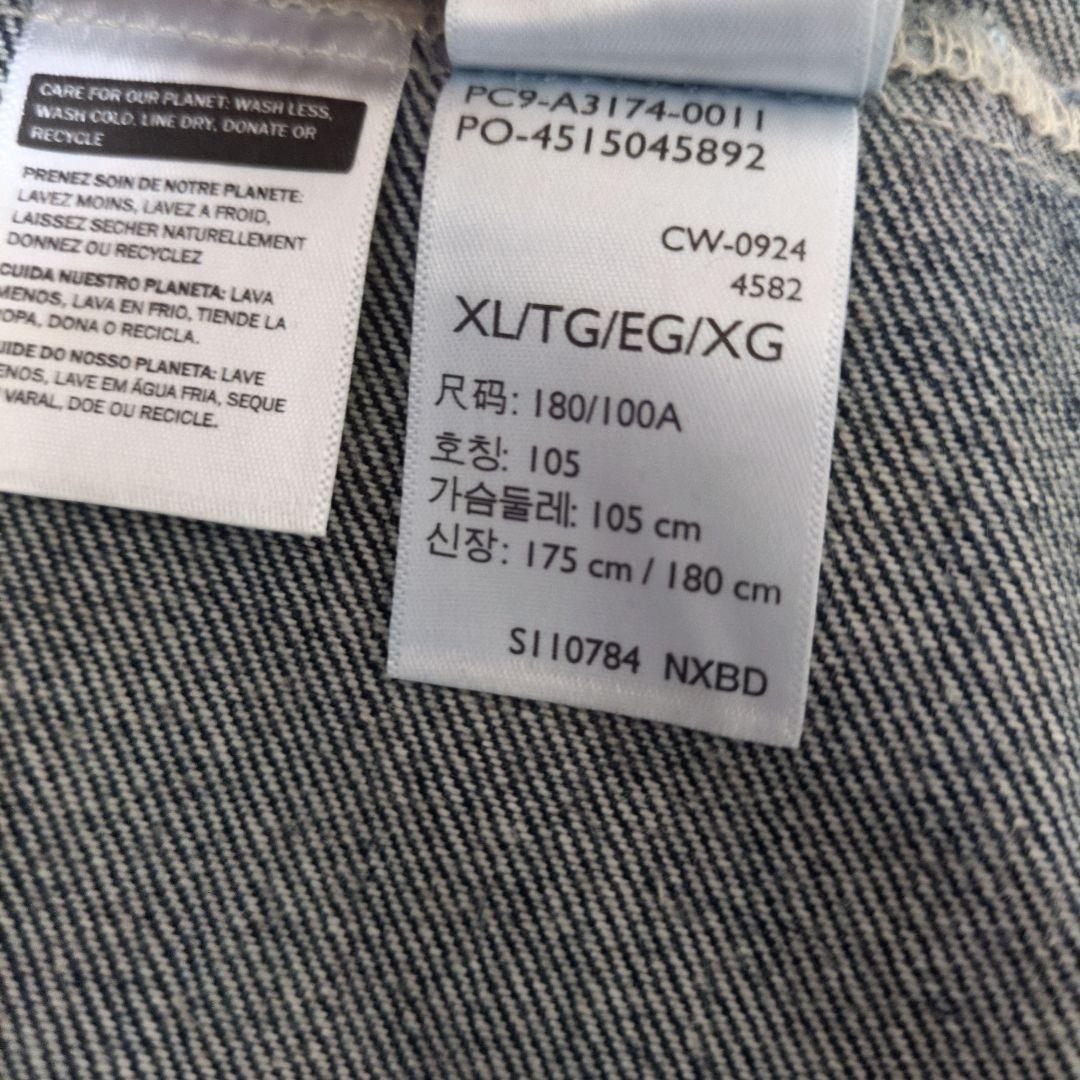 CARE FOR OUR PLANET: WASH LESS,
WASH COLD. LINE DRY, DONATE OR
RECYCLE
PRENEZ SOIN DE NOTRE PLANETE:
LAVEZ MOINS, LAVEZ A FROID,
LAISSEZ SECHER NATURELLEMENT
DONNEZ OU RECYCLEZ
CUIDA NUESTRO PLANETA: LAVA
MENOS, LAVA EN FRIO, TIENDE LA
ROPA, DONA O RECICLA.
UIDE DO NOSSO PLANETA: LAVE
ENOS, LAVE EM ÁGUA FRIA, SEQUE
VARAL, DOE OU RECICLE.
PC9-A3174-0011
PO-4515045892
CW-0924
4582
XL/TG/EG/XG
尺码: 180/100A
호칭: 105
가슴둘레: 105 cm
신장: 175 cm / 180 cm
S110784 NXBD